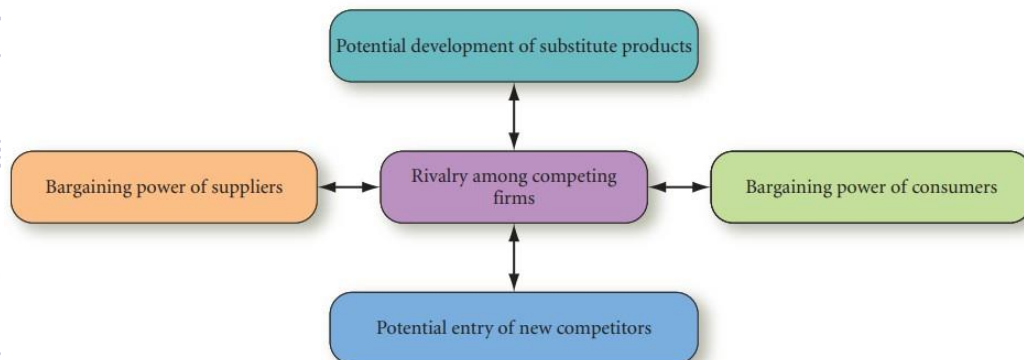 Potential development of substitute products
Bargaining power of suppliers
Rivalry among competing
firms
Bargaining power of consumers
Potential entry of new competitors